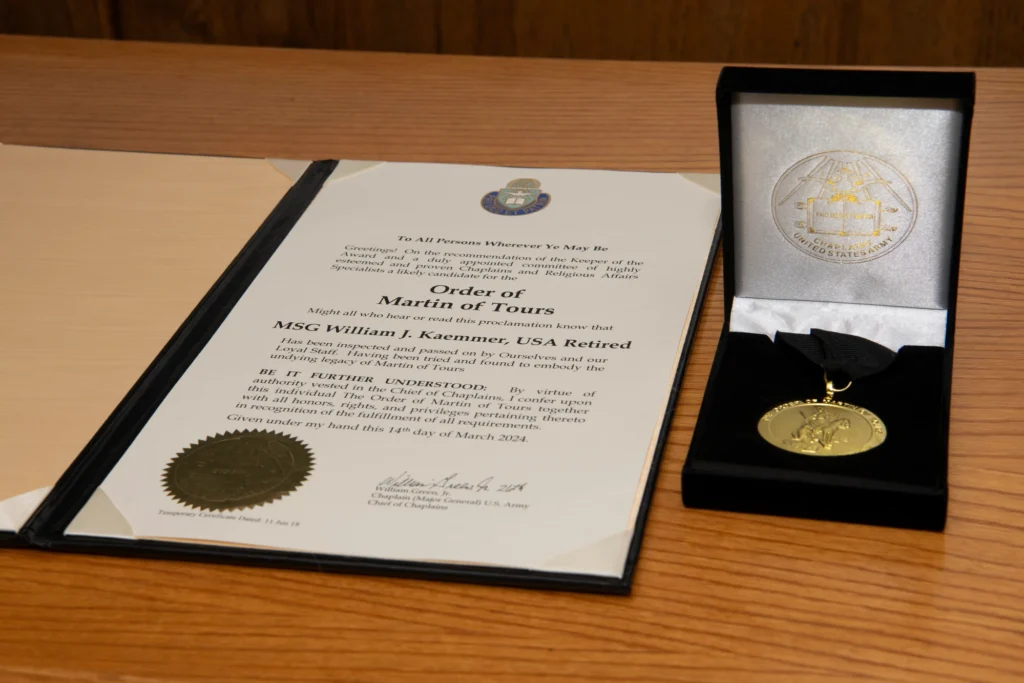 To All Persons Wherever Ye May Be
Greetings! On the recommendation of the Keeper of the
Award and a duly appointed committee of highly
esteemed and proven Chaplains and Religious Affairs
Specialists a likely candidate for the
Order of
Martin of Tours
Might all who hear or read this proclamation know that
MSG William J. Kaemmer, USA Retired
Has been inspected and passed on by Ourselves and our
Loyal Staff. Having been tried and found to embody the
undying legacy of Martin of Tours
BE IT FURTHER UNDERSTOOD: By virtue of
authority vested in the Chief of Chaplains, I confer upon
this individual The Order of Martin of Tours together
with all honors, rights, and privileges pertaining thereto
in recognition of the fulfillment of all requirements.
Given under my hand this 14th day of March 2024.
William Green, Jr.
Chaplain (Major General) U.S. Army
Chief of Chaplains
Temporary Certificate Dated: 11 Jun 18
CHAPLAINS
UNITED STATES ARMY